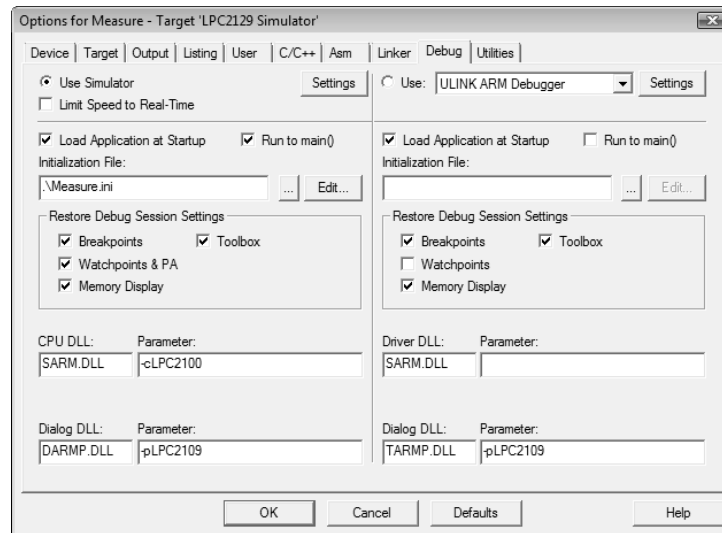 Options for Measure - Target 'LPC2129 Simulator'
Device Target Output Listing User C/C++ Asm Linker Debug Utilities
Use Simulator Settings Use: ULINK ARM Debugger Settings
Limit Speed to Real-Time
Load Application at Startup Run to main() Load Application at Startup Run to main()
Initialization File: Initialization File:
.\Measure.ini ... Edit... ... Edit...
Restore Debug Session Settings Restore Debug Session Settings
Breakpoints Toolbox Breakpoints Toolbox
Watchpoints & PA Watchpoints
Memory Display Memory Display
CPU DLL: Parameter: Driver DLL: Parameter:
SARM.DLL -cLPC2100 SARM.DLL
Dialog DLL: Parameter: Dialog DLL: Parameter:
DARMP.DLL -pLPC2109 TARMP.DLL -pLPC2109
OK Cancel Defaults Help